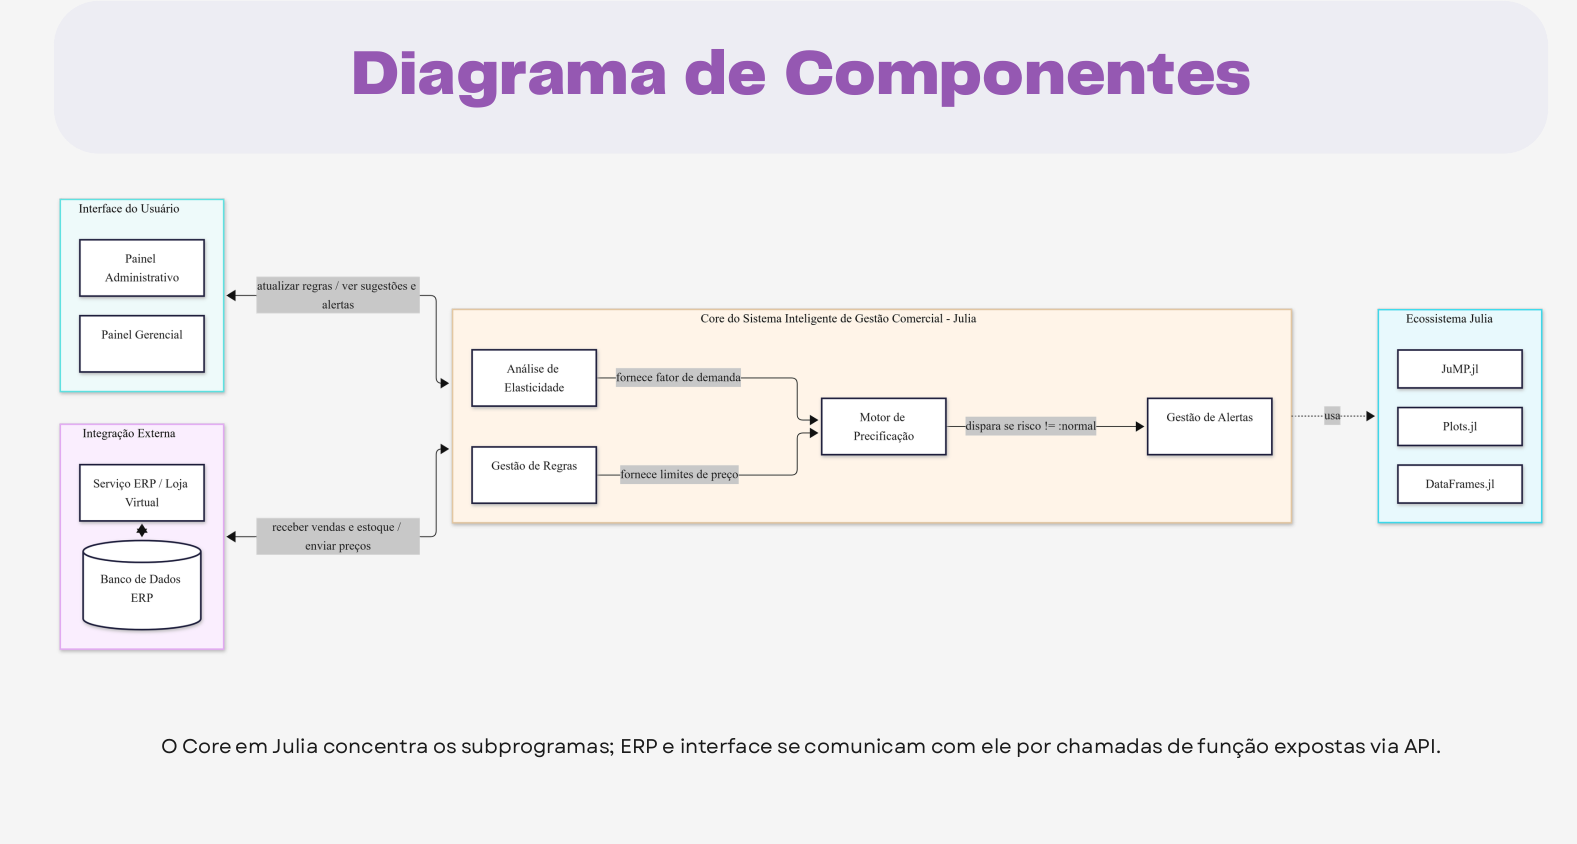 Diagrama de Componentes
Interface do Usuário
Painel
Administrativo
Painel Gerencial
atualizar regras / ver sugestões e
alertas
Integração Externa
Serviço ERP / Loja
Virtual
Banco de Dados
ERP
receber vendas e estoque /
enviar preços
Core do Sistema Inteligente de Gestão Comercial - Julia
Análise de
Elasticidade
fornece fator de demanda
Gestão de Regras
fornece limites de preço
Motor de
Precificação
dispara se risco != :normal
Gestão de Alertas
usa
Ecossistema Julia
JuMP.jl
Plots.jl
DataFrames.jl
O Core em Julia concentra os subprogramas; ERP e interface se comunicam com ele por chamadas de função expostas via API.